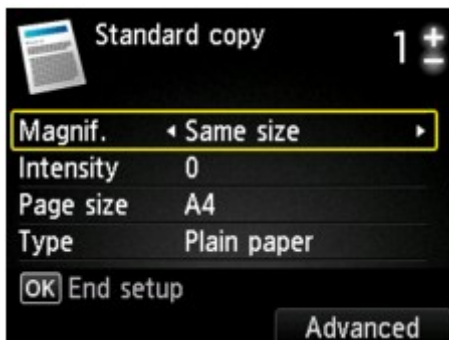 Standard copy 1
Magnif. Same size
Intensity 0
Page size A4
Type Plain paper
OK End setup
Advanced